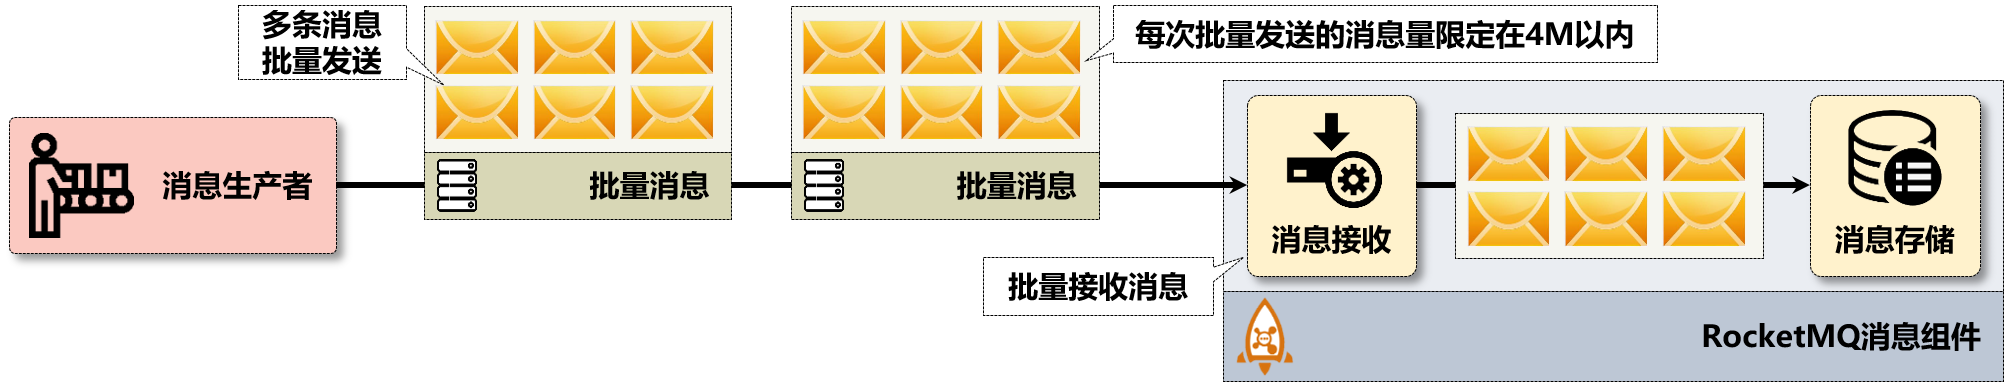 多条消息
批量发送
每次批量发送的消息量限定在4M以内
消息生产者
批量消息
批量消息
消息接收
消息存储
批量接收消息
RocketMQ消息组件